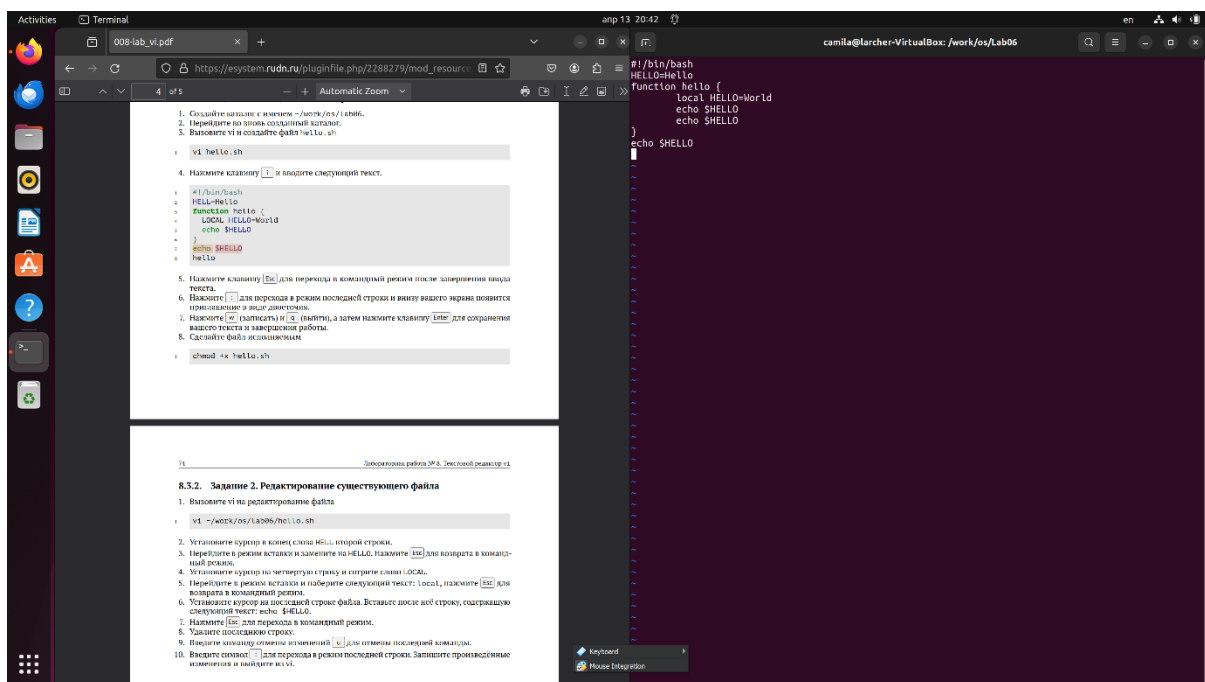 Activities
Terminal
апр 13 20:42
en
008-lab_vi.pdf
https://esystem.rudn.ru/pluginfile.php/2288279/mod_resource
4 of 5
Automatic Zoom
1. Создайте каталог с именем ~/work/os/lab06.
2. Перейдите во вновь созданный каталог.
3. Вызовите vi и создайте файл hello.sh
1 vi hello.sh
4. Нажмите клавишу i и вводите следующий текст.
1 #!/bin/bash
2 HELL=Hello
3 function hello {
4 LOCAL HELLO=World
5 echo $HELLO
6 }
7 echo $HELLO
8 hello
5. Нажмите клавишу Esc для перехода в командный режим после завершения ввода
текста.
6. Нажмите : для перехода в режим последней строки и внизу вашего экрана появится
приглашение в виде двоеточия.
7. Нажмите w (записать) и q (выйти), а затем нажмите клавишу Enter для сохранения
вашего текста и завершения работы.
8. Сделайте файл исполняемым
1 chmod +x hello.sh
Лабораторная работа № 8. Текстовой редактор vi
8.3.2. Задание 2. Редактирование существующего файла
1. Вызовите vi на редактирование файла
1 vi ~/work/os/lab06/hello.sh
2. Установите курсор в конец слова HELL второй строки.
3. Перейдите в режим вставки и замените на HELLO. Нажмите Esc для возврата в команд-
ный режим.
4. Установите курсор на четвертую строку и сотрите слово LOCAL.
5. Перейдите в режим вставки и наберите следующий текст: local, нажмите Esc для
возврата в командный режим.
6. Установите курсор на последней строке файла. Вставьте после неё строку, содержащую
следующий текст: echo $HELLO.
7. Нажмите Esc для перехода в командный режим.
8. Удалите последнюю строку.
9. Введите команду отмены изменений u для отмены последней команды.
10. Введите символ : для перехода в режим последней строки. Запишите произведённые
изменения и выйдите из vi.
camila@larcher-VirtualBox: /work/os/Lab06
#!/bin/bash
HELLO=Hello
function hello {
local HELLO=World
echo $HELLO
echo $HELLO
}
echo $HELLO
Keyboard
Mouse Integration